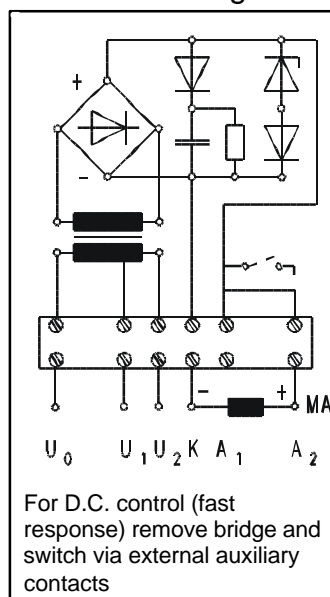 +
-
- + MA
U0 U1 U2 K A1 A2
For D.C. control (fast
response) remove bridge and
switch via external auxiliary
contacts